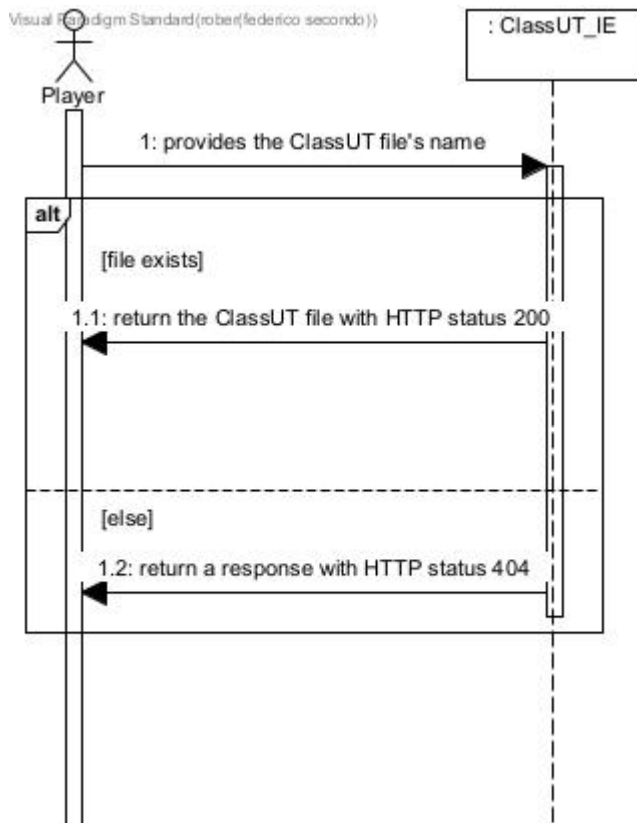 Visual Paradigm Standard(rober(federico secondo))
: ClassUT_IE
Player
1: provides the ClassUT file's name
alt
[file exists]
1.1: return the ClassUT file with HTTP status 200
[else]
1.2: return a response with HTTP status 404